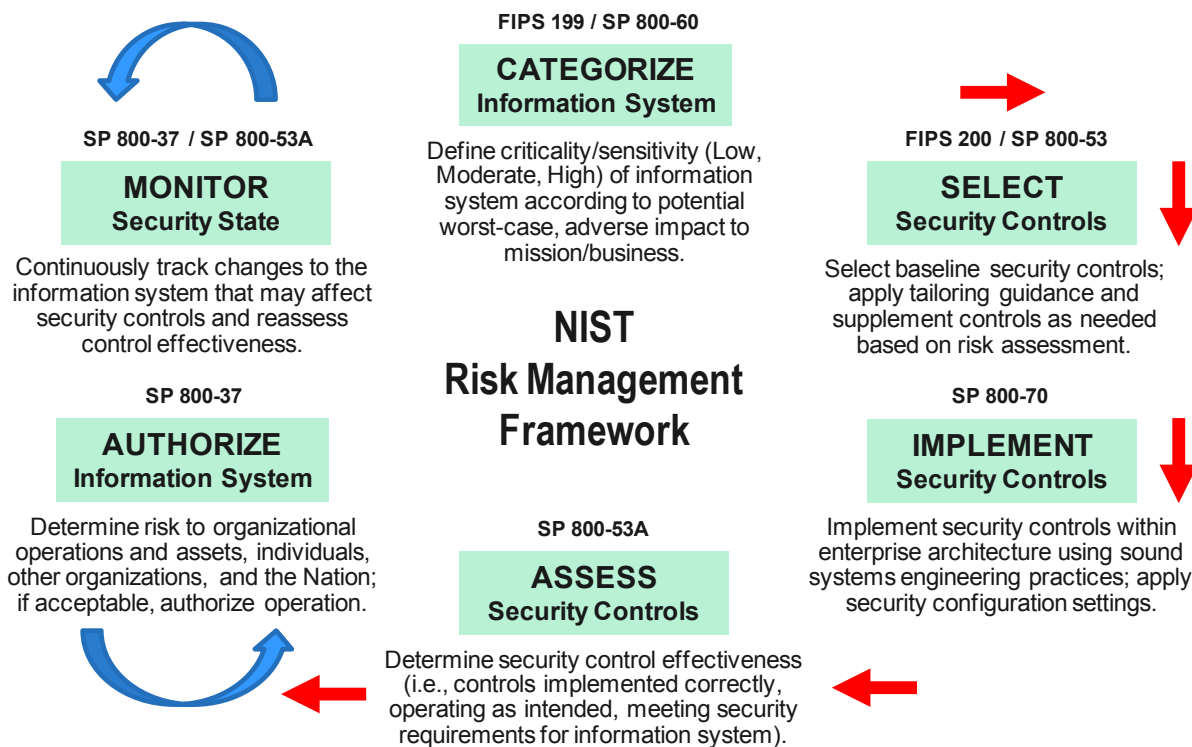 FIPS 199 / SP 800-60
CATEGORIZE
Information System
Define criticality/sensitivity (Low,
Moderate, High) of information
system according to potential
worst-case, adverse impact to
mission/business.
FIPS 200 / SP 800-53
SELECT
Security Controls
Select baseline security controls;
apply tailoring guidance and
supplement controls as needed
based on risk assessment.
SP 800-70
IMPLEMENT
Security Controls
Implement security controls within
enterprise architecture using sound
systems engineering practices; apply
security configuration settings.
SP 800-53A
ASSESS
Security Controls
Determine security control effectiveness
(i.e., controls implemented correctly,
operating as intended, meeting security
requirements for information system).
SP 800-37
AUTHORIZE
Information System
Determine risk to organizational
operations and assets, individuals,
other organizations, and the Nation;
if acceptable, authorize operation.
SP 800-37 / SP 800-53A
MONITOR
Security State
Continuously track changes to the
information system that may affect
security controls and reassess
control effectiveness.
NIST
Risk Management
Framework